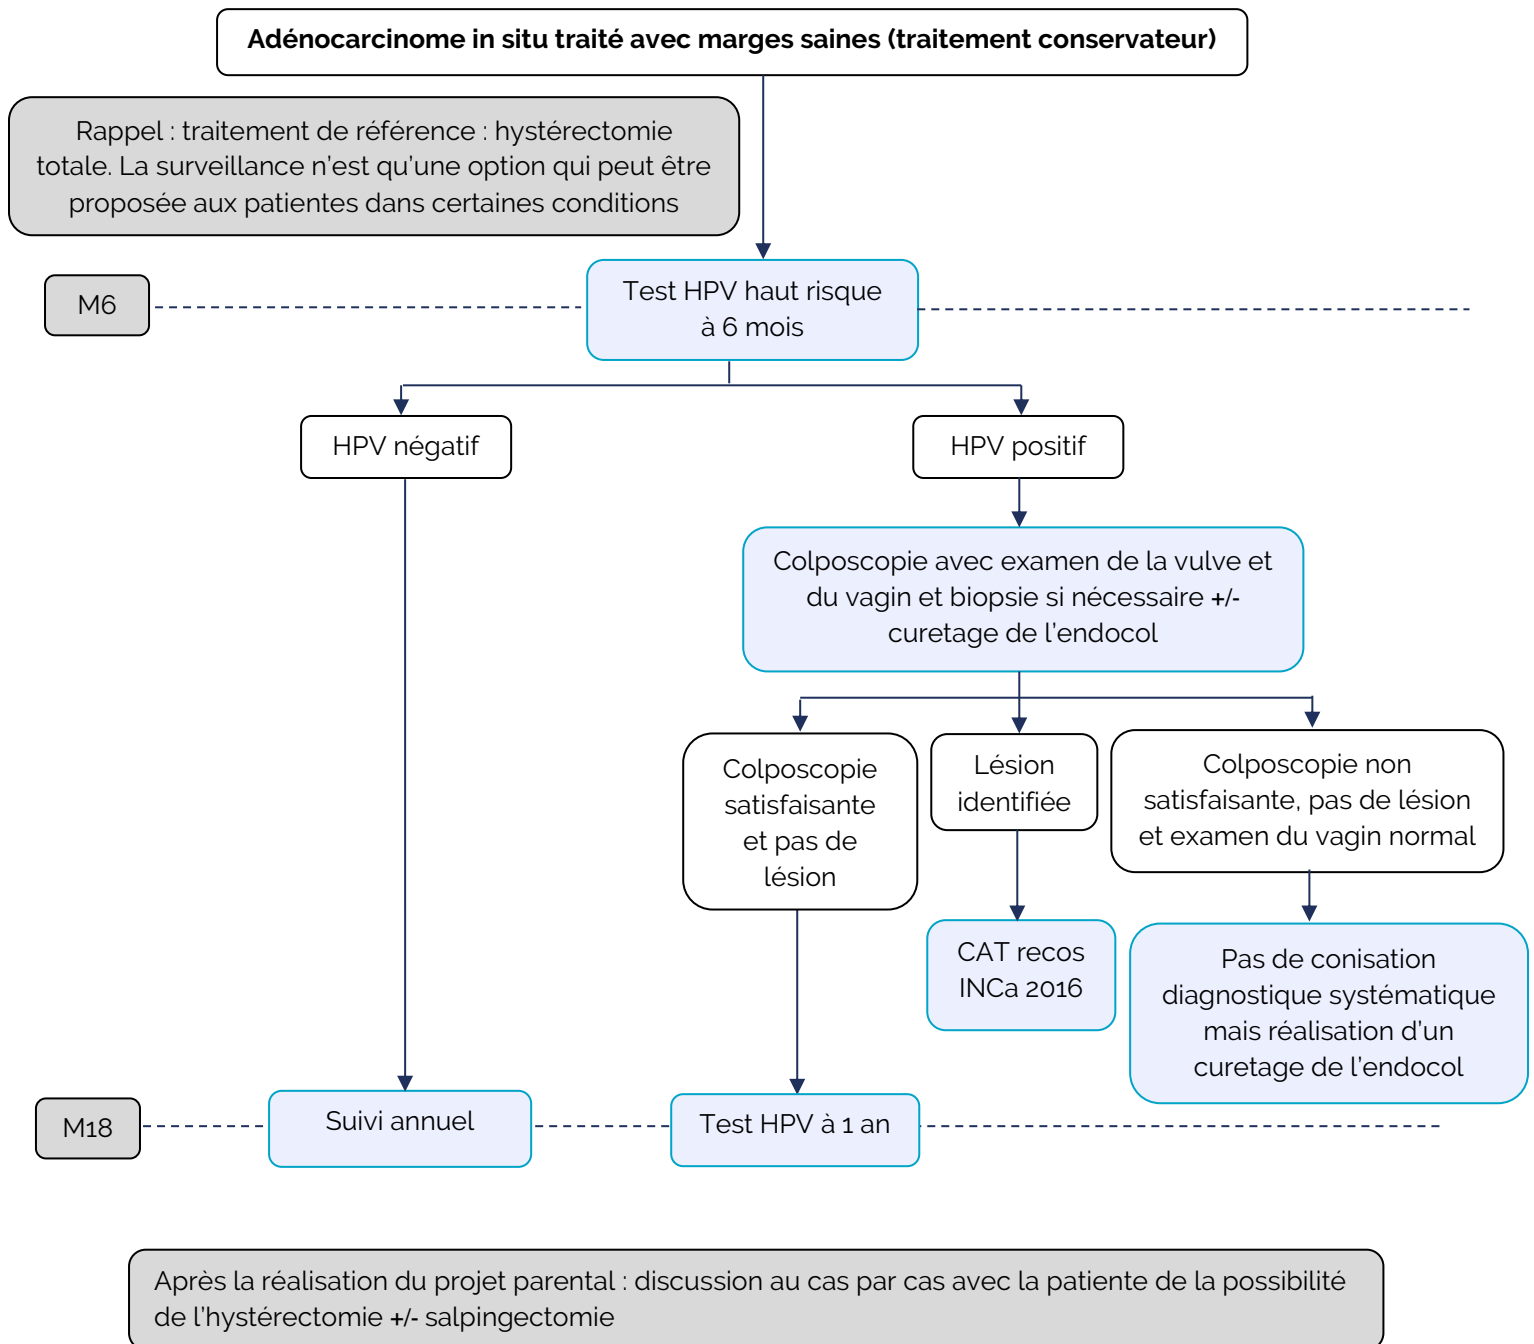 Adénocarcinome in situ traité avec marges saines (traitement conservateur)
Rappel : traitement de référence : hystérectomie
totale. La surveillance n’est qu’une option qui peut être
proposée aux patientes dans certaines conditions
M6
Test HPV haut risque
à 6 mois
HPV négatif
HPV positif
Colposcopie avec examen de la vulve et
du vagin et biopsie si nécessaire +/-
curetage de l’endocol
Colposcopie
satisfaisante
et pas de
lésion
Lésion
identifiée
Colposcopie non
satisfaisante, pas de lésion
et examen du vagin normal
CAT recos
INCa 2016
Pas de conisation
diagnostique systématique
mais réalisation d’un
curetage de l’endocol
M18
Suivi annuel
Test HPV à 1 an
Après la réalisation du projet parental : discussion au cas par cas avec la patiente de la possibilité
de l’hystérectomie +/- salpingectomie